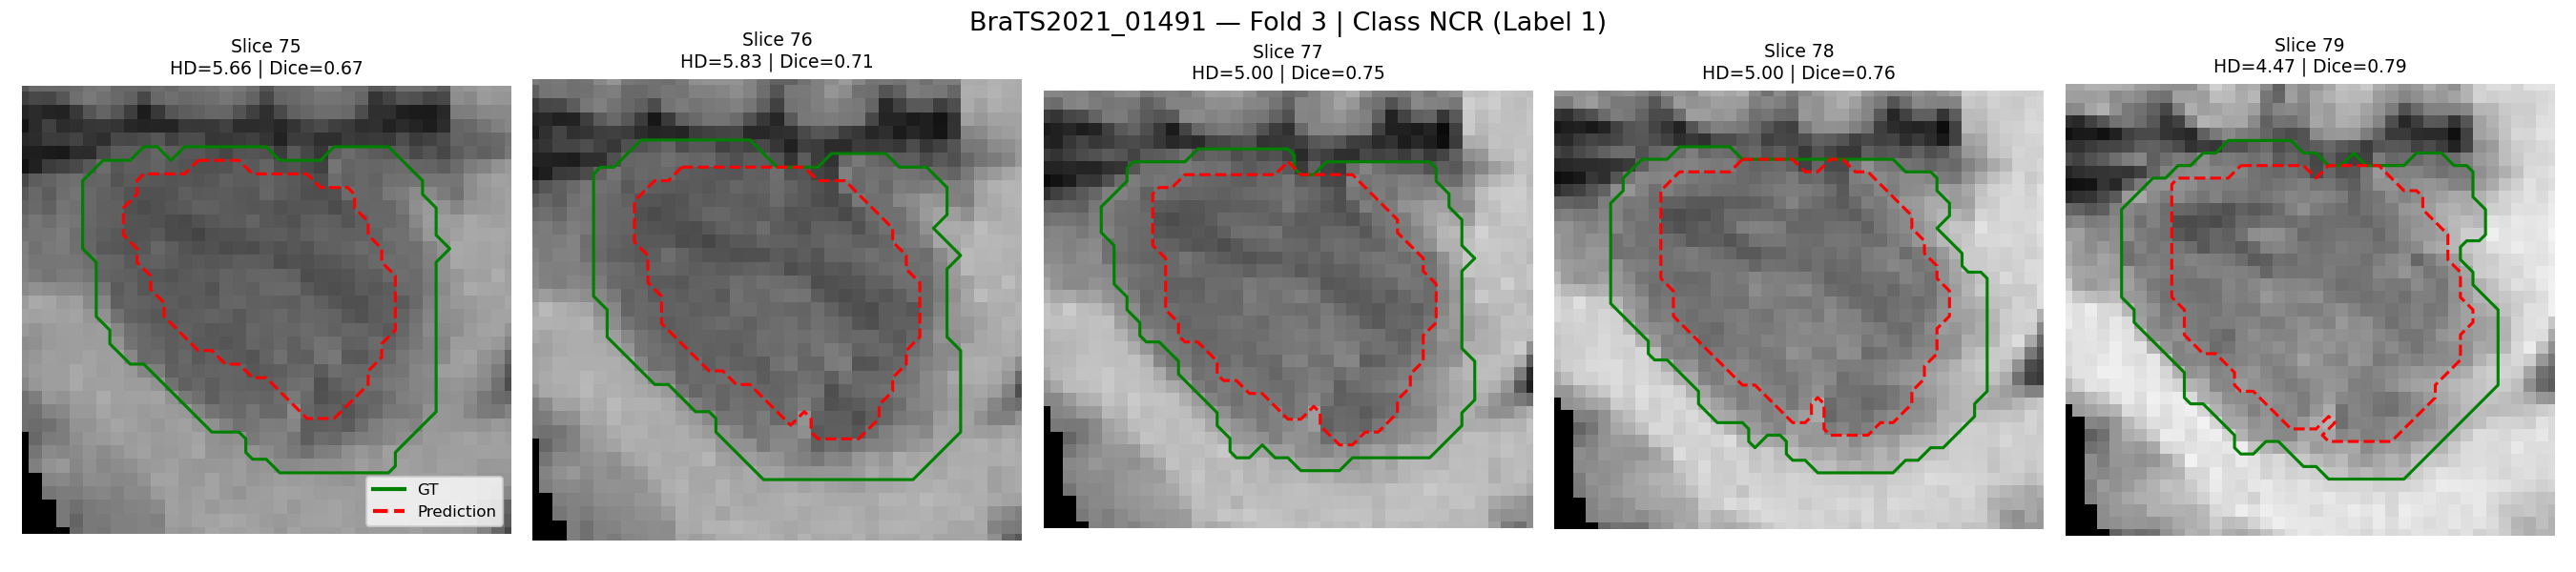 BraTS2021_01491 — Fold 3 | Class NCR (Label 1)
Slice 75
HD=5.66 | Dice=0.67
Slice 76
HD=5.83 | Dice=0.71
Slice 77
HD=5.00 | Dice=0.75
Slice 78
HD=5.00 | Dice=0.76
Slice 79
HD=4.47 | Dice=0.79
GT
Prediction